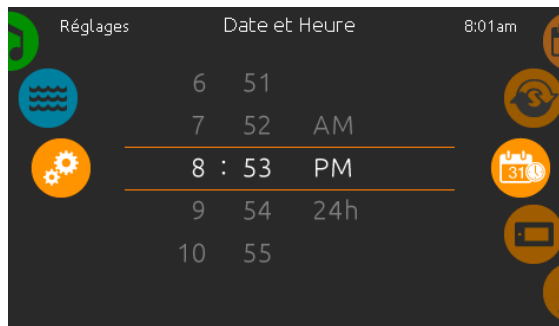 Réglages Date et Heure 8:01am
6 51
7 52 AM
8 : 53 PM
31
9 54 24h
10 55